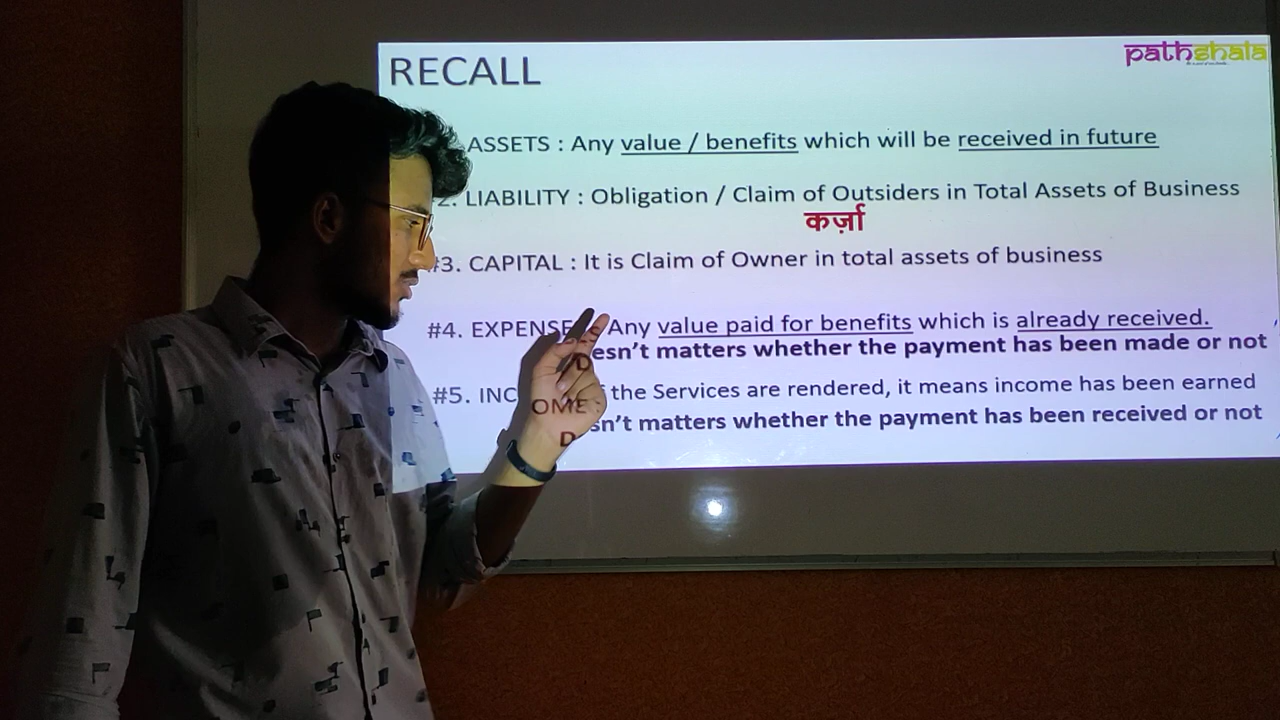 RECALL
pathshala
ASSETS : Any value / benefits which will be received in future
2. LIABILITY : Obligation / Claim of Outsiders in Total Assets of Business
कर्ज़ा
#3. CAPITAL : It is Claim of Owner in total assets of business
#4. EXPENSE : Any value paid for benefits which is already received.
Desn't matters whether the payment has been made or not
#5. INCOME : the Services are rendered, it means income has been earned
Dsn't matters whether the payment has been received or not